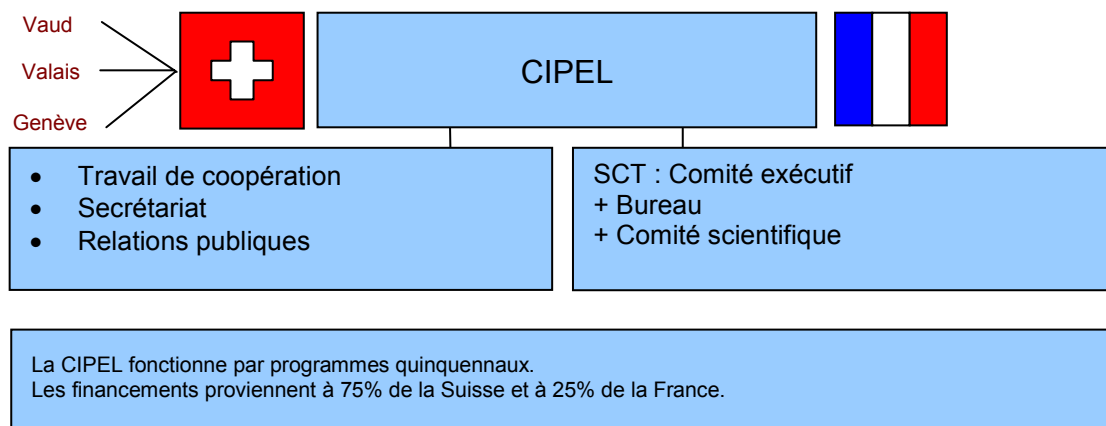 Vaud
Valais
Genève
CIPEL
• Travail de coopération
• Secrétariat
• Relations publiques
SCT : Comité exécutif
+ Bureau
+ Comité scientifique
La CIPEL fonctionne par programmes quinquennaux.
Les financements proviennent à 75% de la Suisse et à 25% de la France.